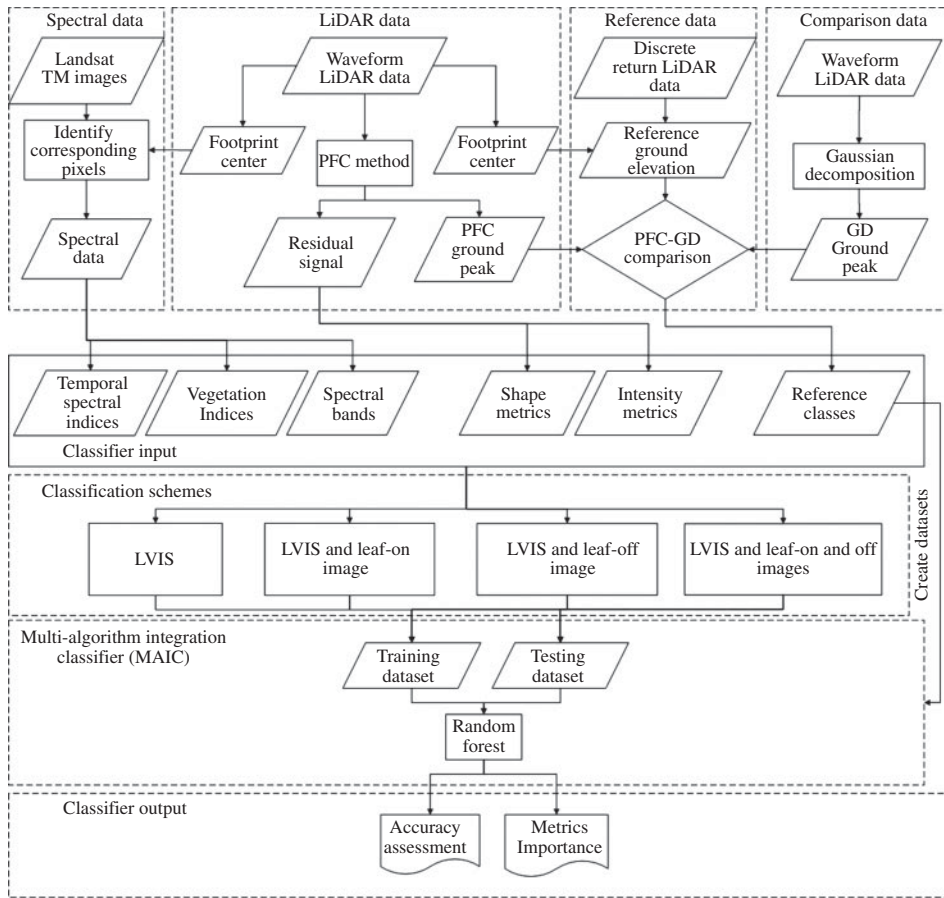 Spectral data
LiDAR data
Reference data
Comparison data
Landsat
TM images
Waveform
LiDAR data
Discrete
return LiDAR
data
Waveform
LiDAR data
Identify
corresponding
pixels
Footprint
center
PFC method
Footprint
center
Reference
ground
elevation
Gaussian
decomposition
Spectral
data
Residual
signal
PFC
ground
peak
PFC-GD
comparison
GD
Ground
peak
Temporal
spectral
indices
Vegetation
Indices
Spectral
bands
Shape
metrics
Intensity
metrics
Reference
classes
Classifier input
Classification schemes
LVIS
LVIS and leaf-on
image
LVIS and leaf-off
image
LVIS and leaf-on and off
images
Create datasets
Multi-algorithm integration
classifier (MAIC)
Training
dataset
Testing
dataset
Random
forest
Classifier output
Accuracy
assessment
Metrics
Importance